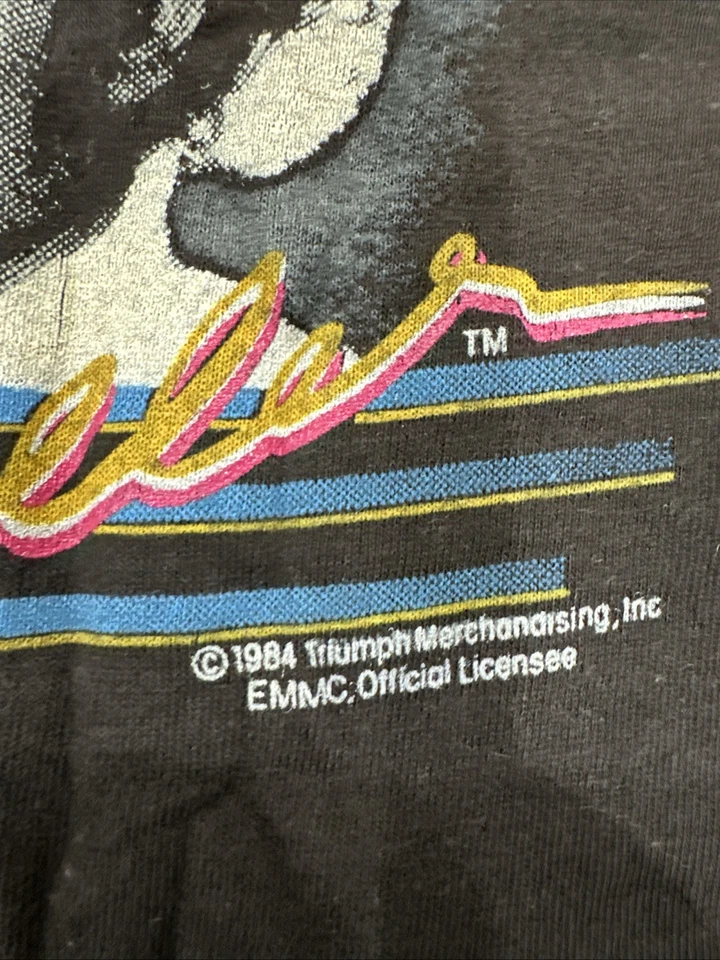 TM
© 1984 Triumph Merchandising, Inc
EMMC, Official Licensee